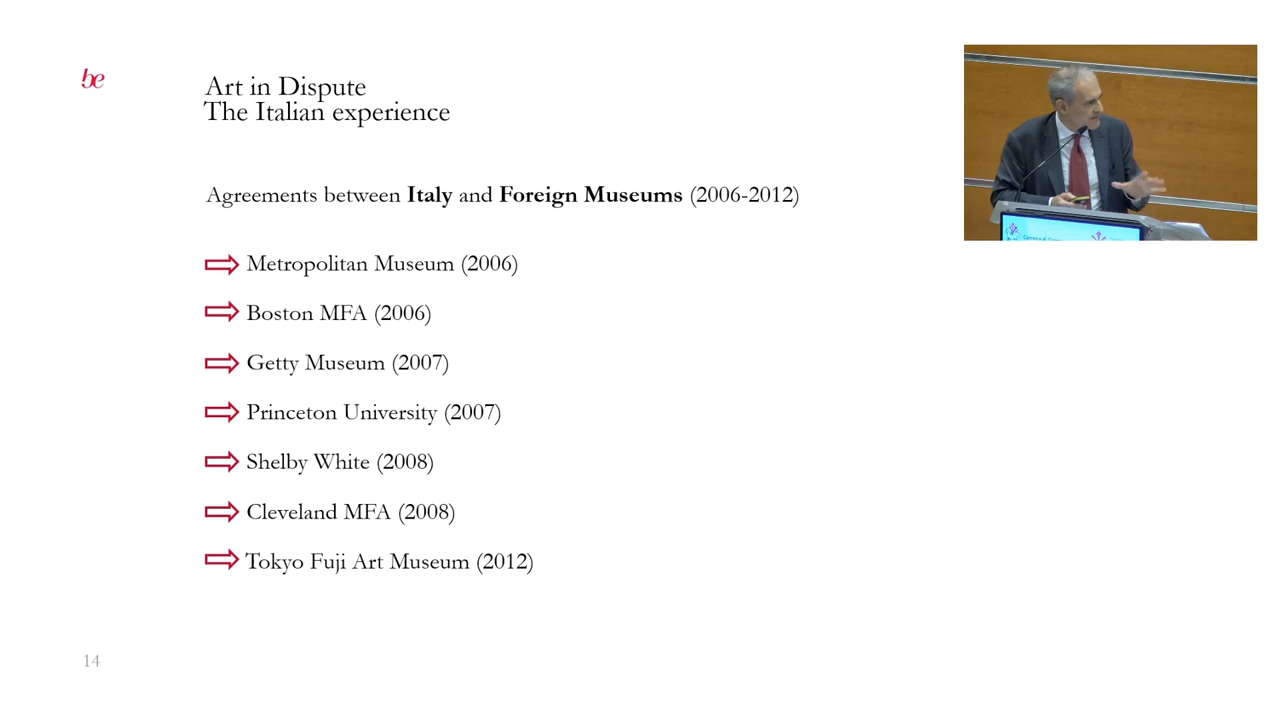 be
Art in Dispute
The Italian experience
Agreements between Italy and Foreign Museums (2006-2012)
Metropolitan Museum (2006)
Boston MFA (2006)
Getty Museum (2007)
Princeton University (2007)
Shelby White (2008)
Cleveland MFA (2008)
Tokyo Fuji Art Museum (2012)
14